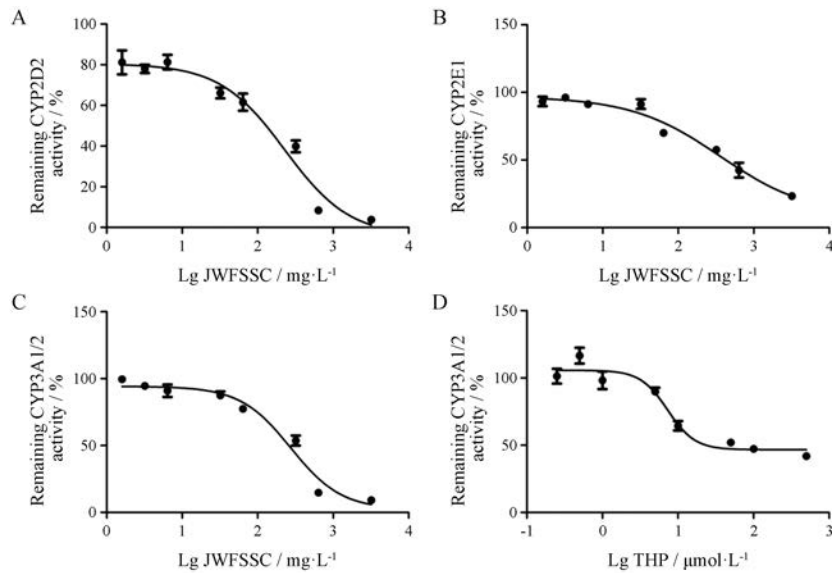 A
Remaining CYP2D2
activity / %
100
80
60
40
20
0
0
1
2
3
4
Lg JWFSSC / mg·L⁻¹
B
Remaining CYP2E1
activity / %
150
100
50
0
0
1
2
3
4
Lg JWFSSC / mg·L⁻¹
C
Remaining CYP3A1/2
activity / %
150
100
50
0
0
1
2
3
4
Lg JWFSSC / mg·L⁻¹
D
Remaining CYP3A1/2
activity / %
150
100
50
0
-1
0
1
2
3
Lg THP / μmol·L⁻¹